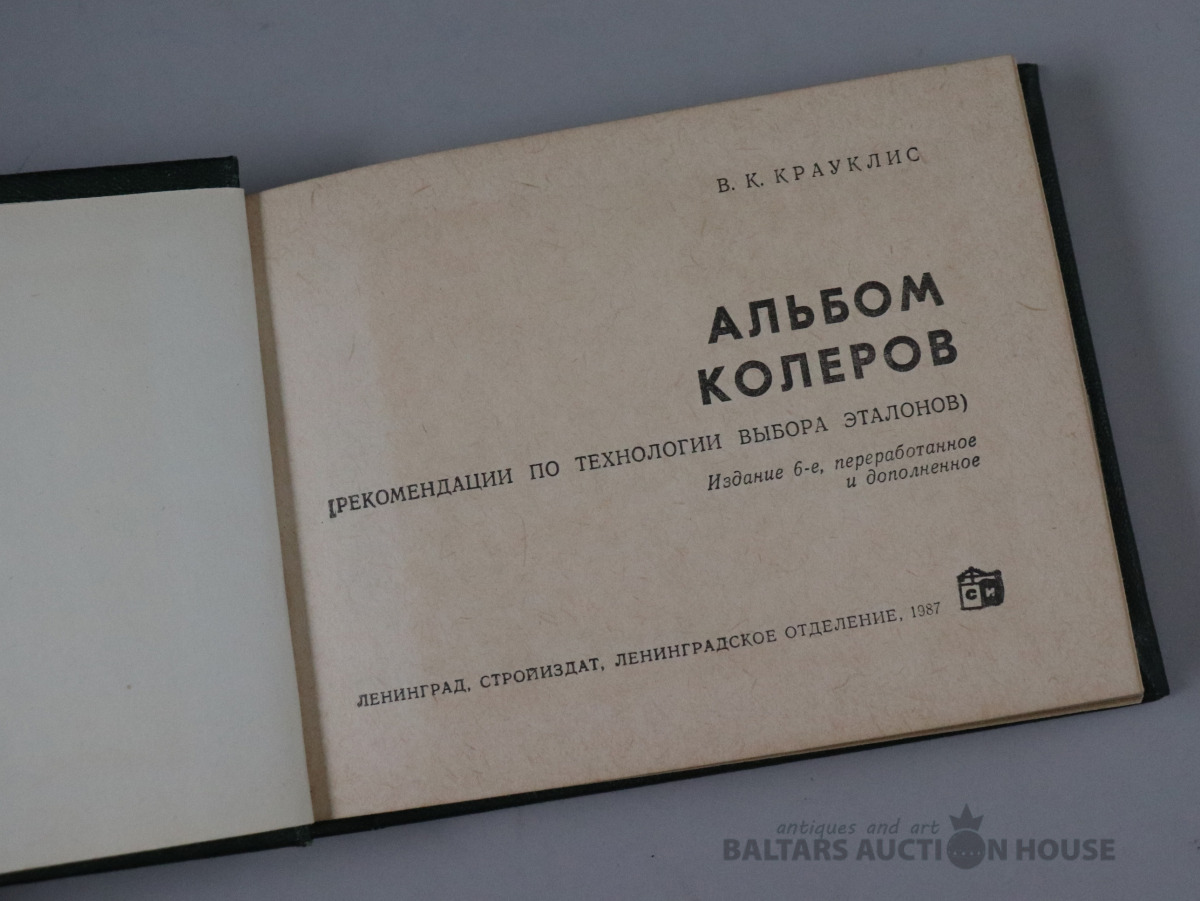 В. К. КРАУКЛИС
АЛЬБОМ
КОЛЕРОВ
(РЕКОМЕНДАЦИИ ПО ТЕХНОЛОГИИ ВЫБОРА ЭТАЛОНОВ)
Издание 6-е, переработанное
и дополненное
СИ
ЛЕНИНГРАД, СТРОЙИЗДАТ, ЛЕНИНГРАДСКОЕ ОТДЕЛЕНИЕ, 1987
antiques and art
BALTARS AUCTION HOUSE